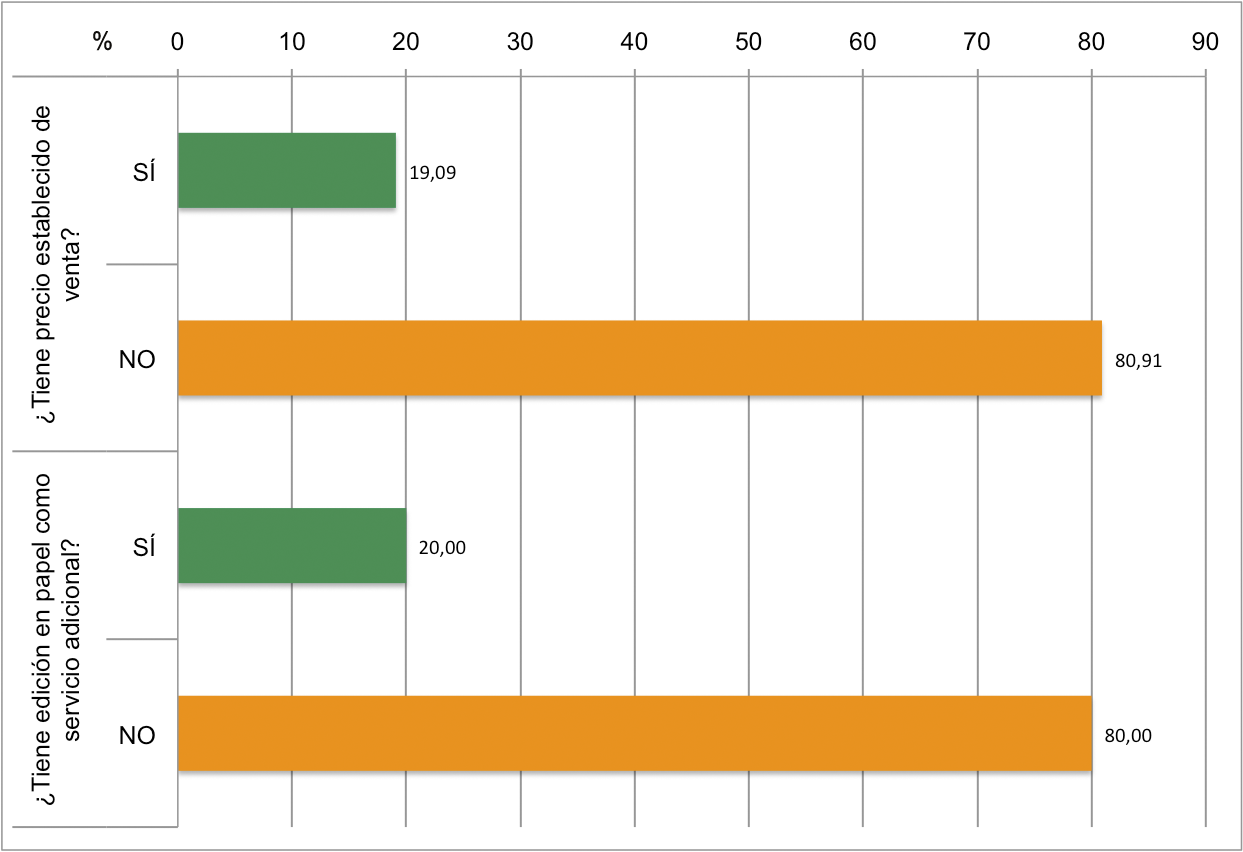 % 0 10 20 30 40 50 60 70 80 90
¿Tiene precio establecido de
venta?
SÍ
19,09
NO
80,91
¿Tiene edición en papel como
servicio adicional?
SÍ
20,00
NO
80,00